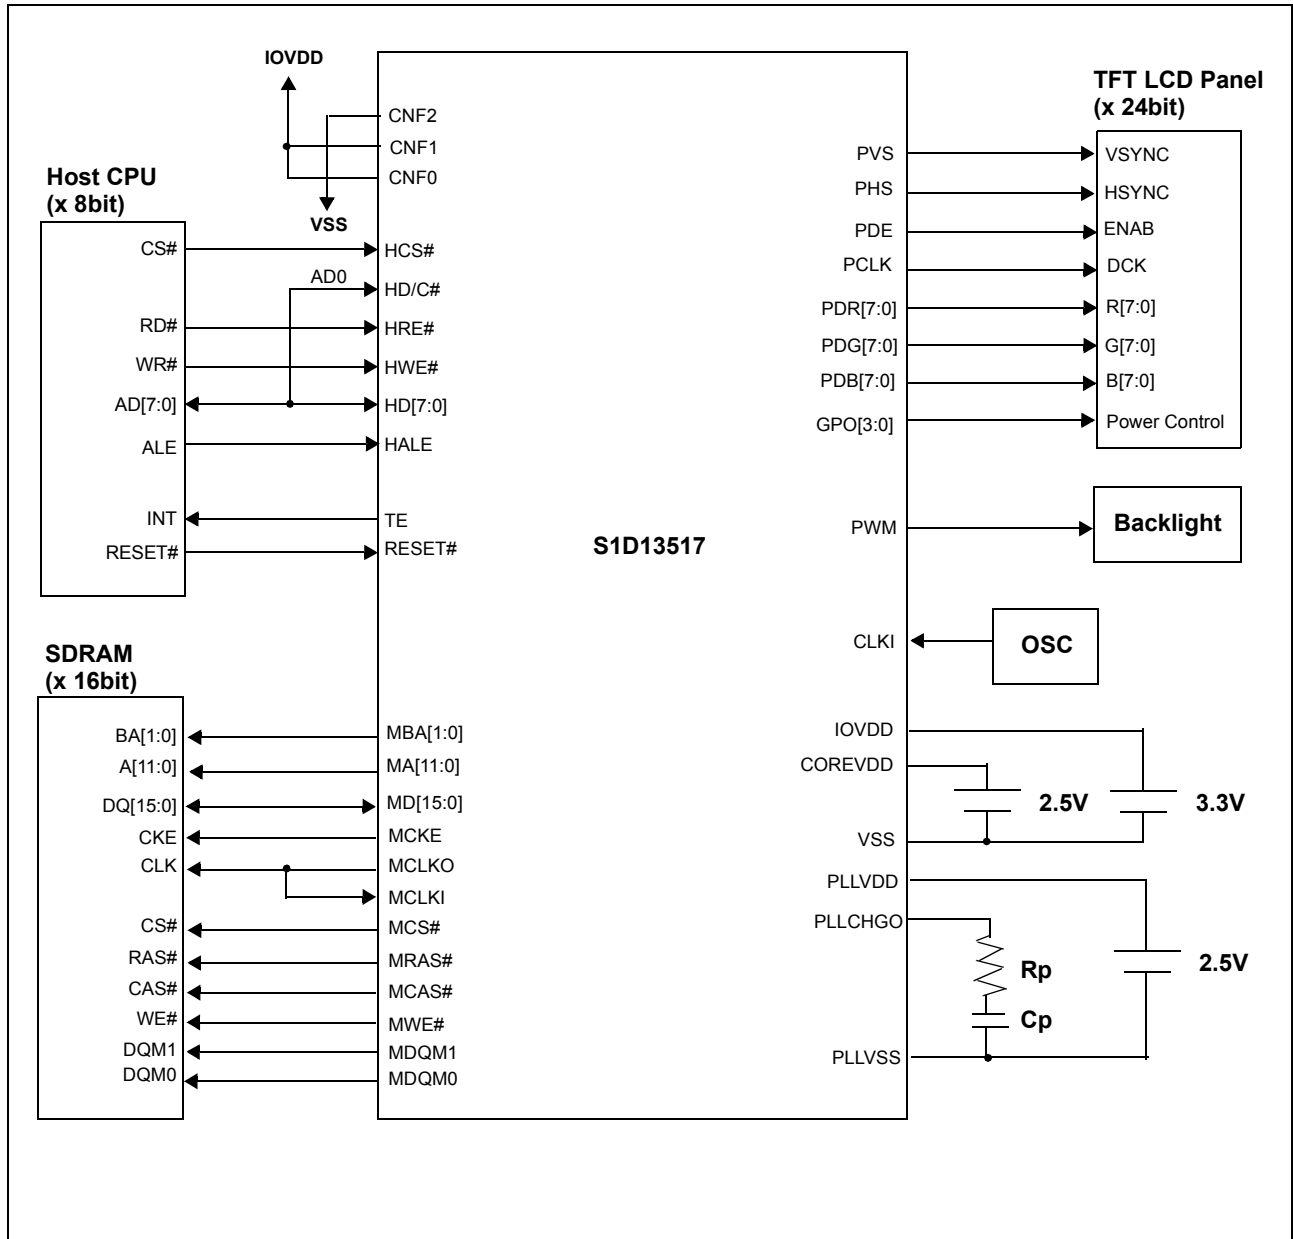 IOVDD
CNF2
CNF1
CNF0
VSS
Host CPU
(x 8bit)
CS#
HCS#
AD0
HD/C#
RD#
HRE#
WR#
HWE#
AD[7:0]
HD[7:0]
ALE
HALE
INT
TE
RESET#
RESET#
SDRAM
(x 16bit)
BA[1:0]
MBA[1:0]
A[11:0]
MA[11:0]
DQ[15:0]
MD[15:0]
CKE
MCKE
CLK
MCLKO
MCLKI
CS#
MCS#
RAS#
MRAS#
CAS#
MCAS#
WE#
MWE#
DQM1
MDQM1
DQM0
MDQM0
S1D13517
TFT LCD Panel
(x 24bit)
PVS
VSYNC
PHS
HSYNC
PDE
ENAB
PCLK
DCK
PDR[7:0]
R[7:0]
PDG[7:0]
G[7:0]
PDB[7:0]
B[7:0]
GPO[3:0]
Power Control
PWM
Backlight
CLKI
OSC
IOVDD
COREVDD
2.5V
3.3V
VSS
PLLVDD
PLLCHGO
Rp
2.5V
Cp
PLLVSS